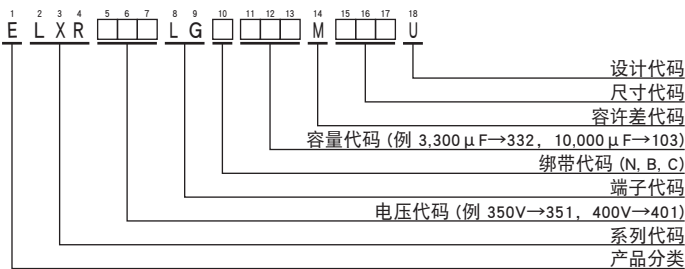 1 2 3 4 5 6 7 8 9 10 11 12 13 14 15 16 17 18
E L X R □□□ L G □ □□□ M □□□ U
设计代码
尺寸代码
容许差代码
容量代码 (例 3,300μF→332，10,000μF→103)
绑带代码 (N, B, C)
端子代码
电压代码 (例 350V→351，400V→401)
系列代码
产品分类